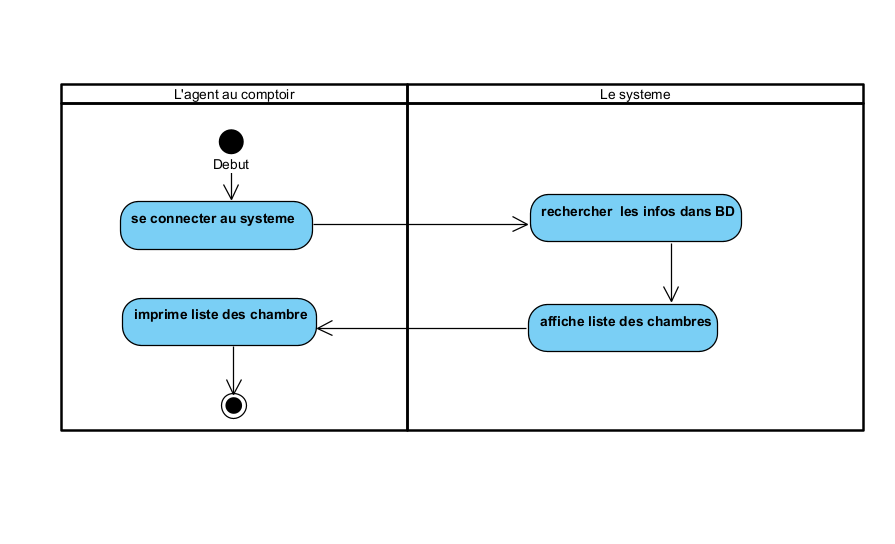 L'agent au comptoir
Le systeme
Debut
se connecter au systeme
rechercher  les infos dans BD
imprime liste des chambre
affiche liste des chambres